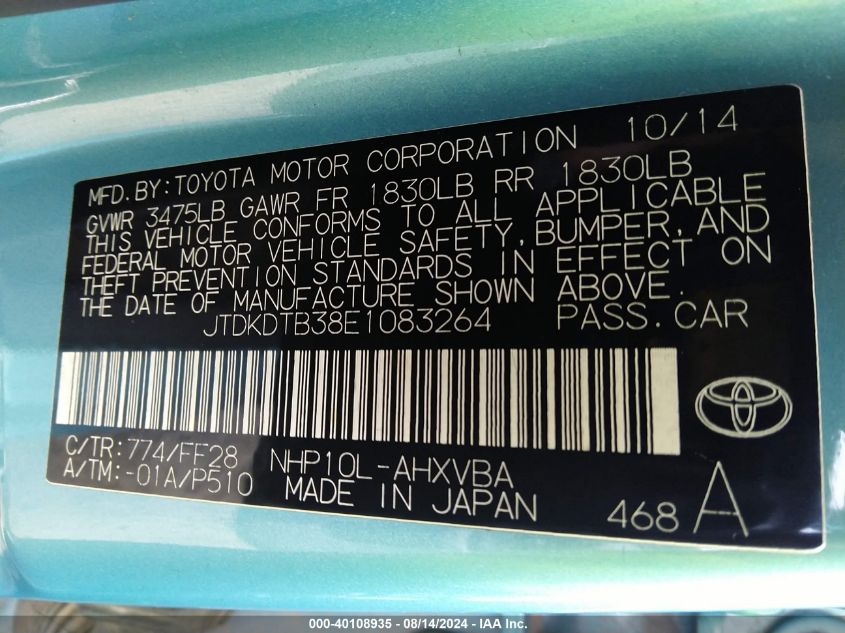 MFD. BY: TOYOTA MOTOR CORPORATION 10/14
GVWR 3475LB GAWR FR 1830LB RR 1830LB
THIS VEHICLE CONFORMS TO ALL APPLICABLE
FEDERAL MOTOR VEHICLE SAFETY, BUMPER, AND
THEFT PREVENTION STANDARDS IN EFFECT ON
THE DATE OF MANUFACTURE SHOWN ABOVE.
JTDKDTB38E1083264 PASS. CAR
C/TR: 774/FF28 NHP10L-AHXVBA
A/TM: -01A/P510 MADE IN JAPAN 468 A
000-40108935 - 08/14/2024 - IAA Inc.